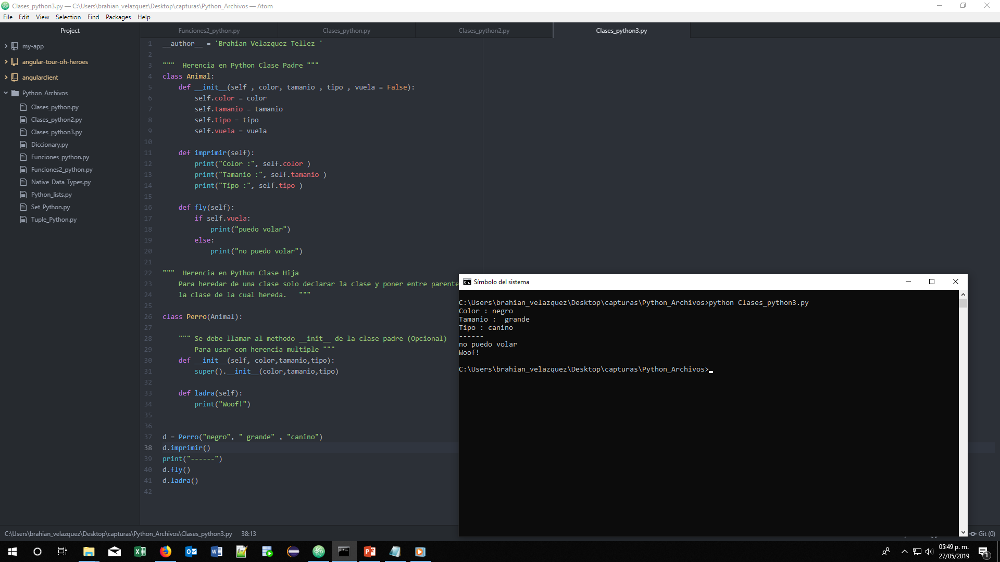 Clases_python3.py — C:\Users\brahian_velazquez\Desktop\capturas\Python_Archivos — Atom
File Edit View Selection Find Packages Help
Project
my-app
angular-tour-oh-heroes
angularclient
Python_Archivos
Clases_python.py
Clases_python2.py
Clases_python3.py
Diccionary.py
Funciones_python.py
Funciones2_python.py
Native_Data_Types.py
Python_lists.py
Set_Python.py
Tuple_Python.py
Funciones2_python.py Clases_python.py Clases_python2.py Clases_python3.py
1 __author__ = 'Brahian Velazquez Tellez '
2
3 """  Herencia en Python Clase Padre """
4 class Animal:
5     def __init__(self , color, tamanio , tipo , vuela = False):
6         self.color = color
7         self.tamanio = tamanio
8         self.tipo = tipo
9         self.vuela = vuela
10
11     def imprimir(self):
12         print("Color :", self.color )
13         print("Tamanio :", self.tamanio )
14         print("Tipo :", self.tipo )
15
16     def fly(self):
17         if self.vuela:
18             print("puedo volar")
19         else:
20             print("no puedo volar")
21
22 """  Herencia en Python Clase Hija
23     Para heredar de una clase solo declarar la clase y poner entre parente
24     la clase de la cual hereda.   """
25
26 class Perro(Animal):
27
28     """ Se debe llamar al methodo __init__ de la clase padre (Opcional)
29         Para usar con herencia multiple """
30     def __init__(self, color,tamanio,tipo):
31         super().__init__(color,tamanio,tipo)
32
33     def ladra(self):
34         print("Woof!")
35
36
37 d = Perro("negro", " grande" , "canino")
38 d.imprimir()
39 print("------")
40 d.fly()
41 d.ladra()
42
Símbolo del sistema
C:\Users\brahian_velazquez\Desktop\capturas\Python_Archivos>python Clases_python3.py
Color : negro
Tamanio :  grande
Tipo : canino
------
no puedo volar
Woof!
C:\Users\brahian_velazquez\Desktop\capturas\Python_Archivos>
C:\Users\brahian_velazquez\Desktop\capturas\Python_Archivos\Clases_python3.py 38:13
Git (0)
05:49 p. m.
27/05/2019
1